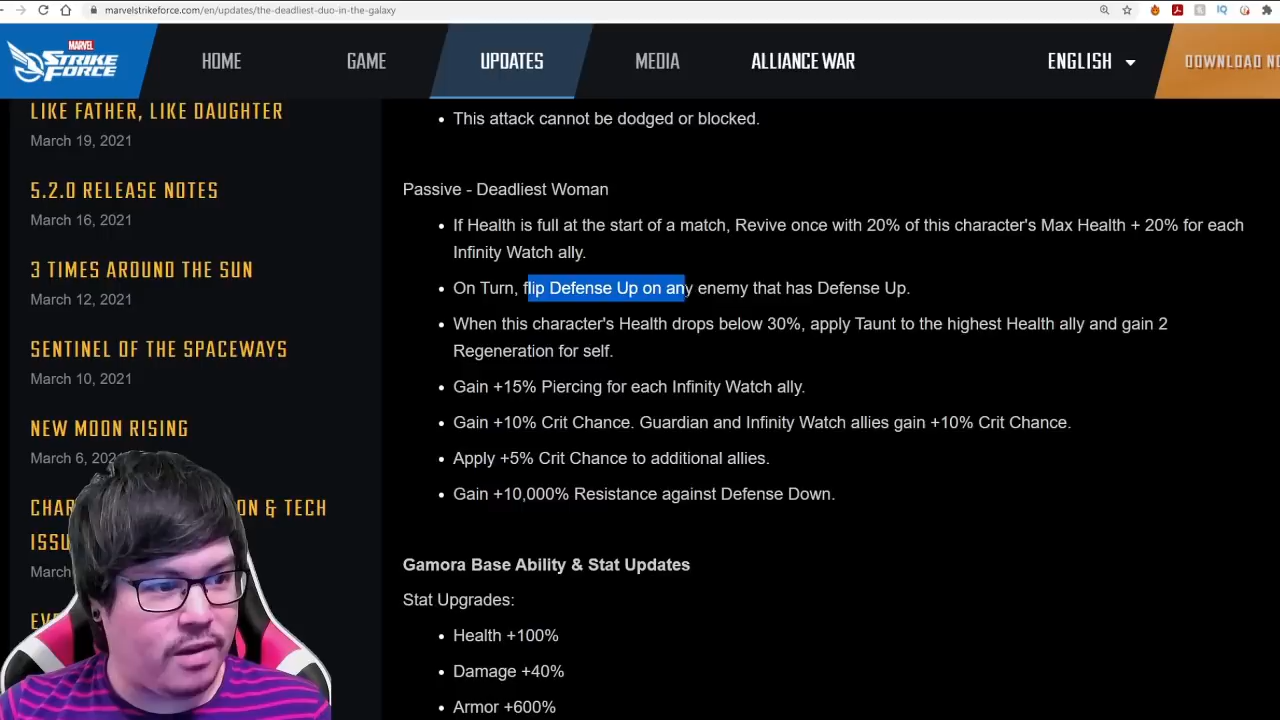 marvelstrikeforce.com/en/updates/the-deadliest-duo-in-the-galaxy
MARVEL
STRIKE
FORCE
HOME
GAME
UPDATES
MEDIA
ALLIANCE WAR
ENGLISH
DOWNLOAD
LIKE FATHER, LIKE DAUGHTER
March 19, 2021
5.2.0 RELEASE NOTES
March 16, 2021
3 TIMES AROUND THE SUN
March 12, 2021
SENTINEL OF THE SPACEWAYS
March 10, 2021
NEW MOON RISING
March 6,
& TECH
March
This attack cannot be dodged or blocked.
Passive - Deadliest Woman
If Health is full at the start of a match, Revive once with 20% of this character's Max Health + 20% for each
Infinity Watch ally.
On Turn, flip Defense Up on any enemy that has Defense Up.
When this character's Health drops below 30%, apply Taunt to the highest Health ally and gain 2
Regeneration for self.
Gain +15% Piercing for each Infinity Watch ally.
Gain +10% Crit Chance. Guardian and Infinity Watch allies gain +10% Crit Chance.
Apply +5% Crit Chance to additional allies.
Gain +10,000% Resistance against Defense Down.
Gamora Base Ability & Stat Updates
Stat Upgrades:
Health +100%
Damage +40%
Armor +600%